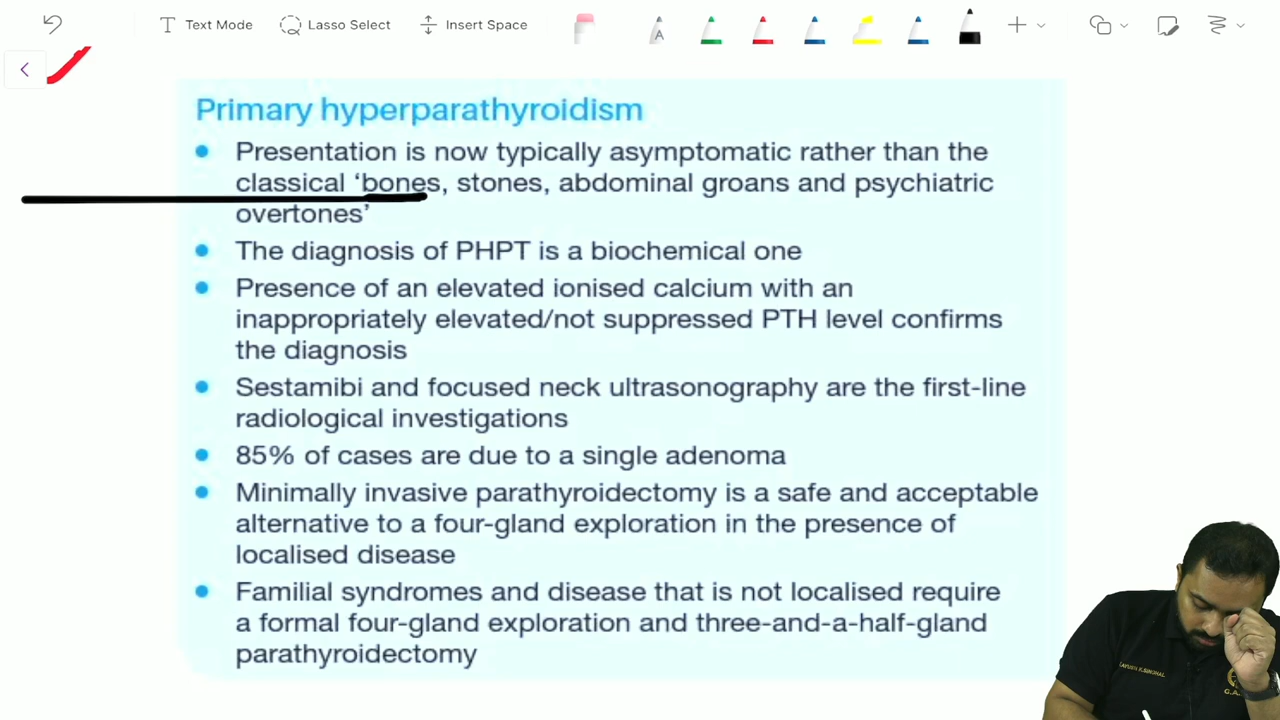 Text Mode
Lasso Select
Insert Space
A
Primary hyperparathyroidism
• Presentation is now typically asymptomatic rather than the
classical ‘bones, stones, abdominal groans and psychiatric
overtones’
• The diagnosis of PHPT is a biochemical one
• Presence of an elevated ionised calcium with an
inappropriately elevated/not suppressed PTH level confirms
the diagnosis
• Sestamibi and focused neck ultrasonography are the first-line
radiological investigations
• 85% of cases are due to a single adenoma
• Minimally invasive parathyroidectomy is a safe and acceptable
alternative to a four-gland exploration in the presence of
localised disease
• Familial syndromes and disease that is not localised require
a formal four-gland exploration and three-and-a-half-gland
parathyroidectomy